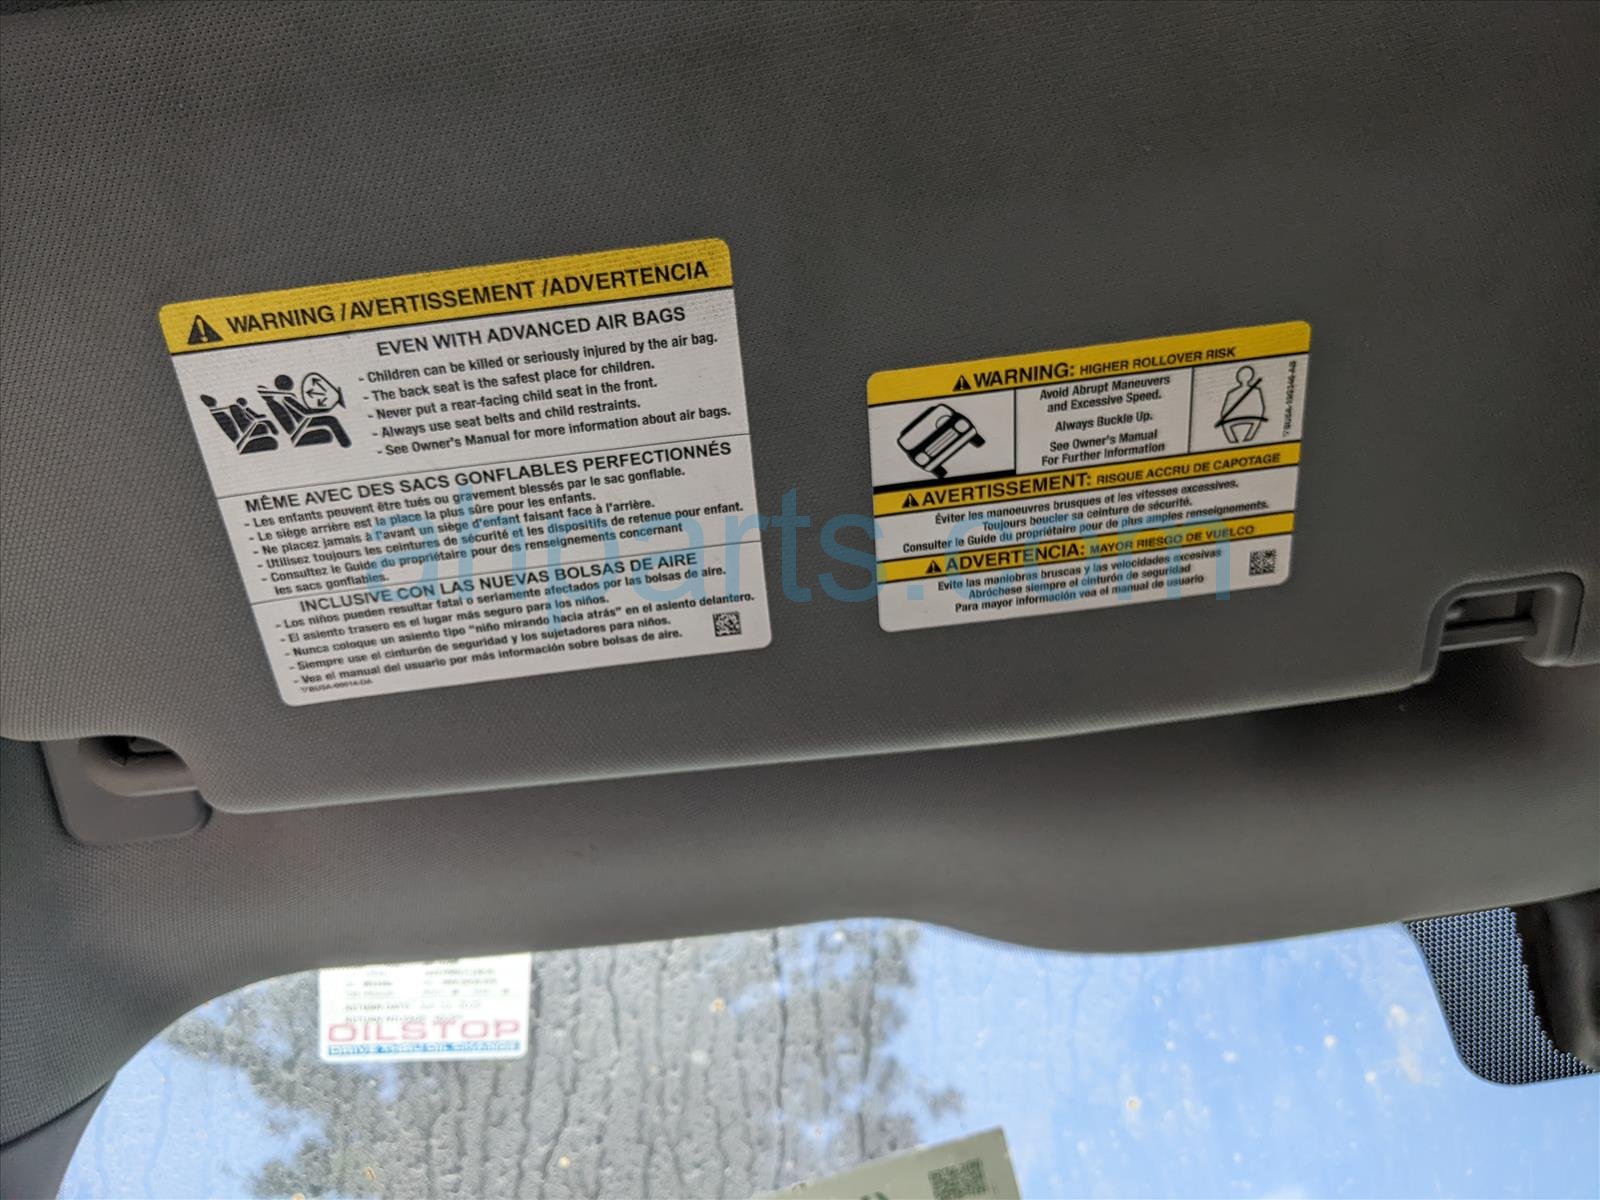 WARNING / AVERTISSEMENT / ADVERTENCIA
EVEN WITH ADVANCED AIR BAGS
- Children can be killed or seriously injured by the air bag.
- The back seat is the safest place for children.
- Never put a rear-facing child seat in the front.
- Always use seat belts and child restraints.
- See Owner's Manual for more information about air bags.
MÊME AVEC DES SACS GONFLABLES PERFECTIONNÉS
- Les enfants peuvent être tués ou gravement blessés par le sac gonflable.
- Le siège arrière est la place la plus sûre pour les enfants.
- Ne placez jamais à l'avant un siège d'enfant faisant face à l'arrière.
- Utilisez toujours les ceintures de sécurité et les dispositifs de retenue pour enfant.
- Consultez le Guide du propriétaire pour des renseignements concernant
les sacs gonflables.
INCLUSIVE CON LAS NUEVAS BOLSAS DE AIRE
- Los niños pueden resultar fatal o seriamente afectados por las bolsas de aire.
- El asiento trasero es el lugar más seguro para los niños.
- Nunca coloque un asiento tipo "niño mirando hacia atrás" en el asiento delantero.
- Siempre use el cinturón de seguridad y los sujetadores para niños.
- Vea el manual del usuario por más información sobre bolsas de aire.
WARNING: HIGHER ROLLOVER RISK
Avoid Abrupt Maneuvers
and Excessive Speed.
Always Buckle Up.
See Owner's Manual
For Further Information
AVERTISSEMENT: RISQUE ACCRU DE CAPOTAGE
Éviter les manoeuvres brusques et les vitesses excessives.
Toujours boucler sa ceinture de sécurité.
Consulter le Guide du propriétaire pour de plus amples renseignements.
ADVERTENCIA: MAYOR RIESGO DE VUELCO
Evite las maniobras bruscas y las velocidades excesivas
Abróchese siempre el cinturón de seguridad
Para mayor información vea el manual del usuario
parts.com
OILSTOP